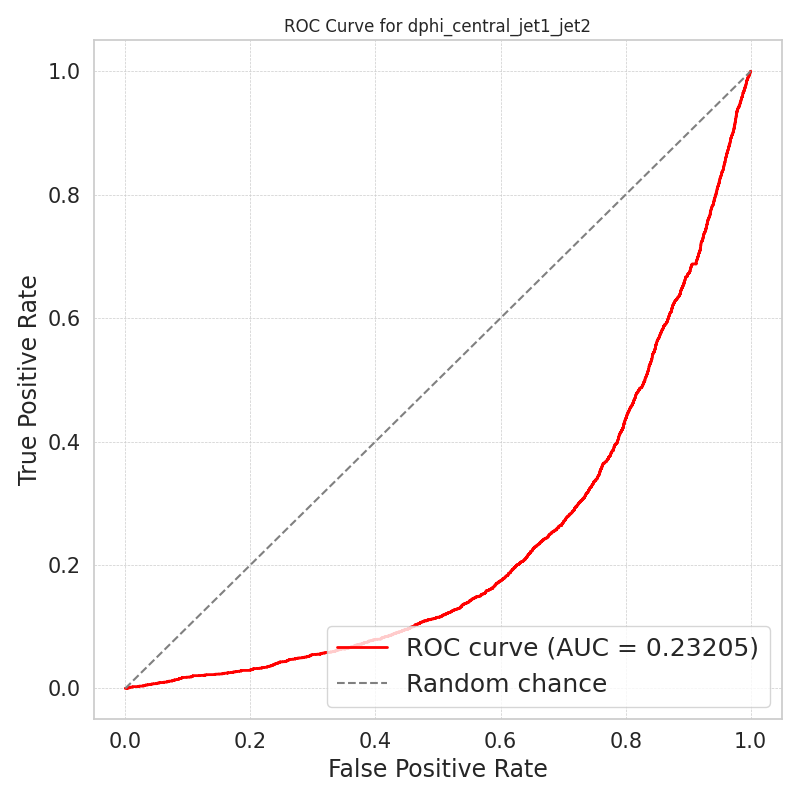 ROC Curve for dphi_central_jet1_jet2
1.0
0.8
0.6
0.4
0.2
0.0
True Positive Rate
ROC curve (AUC = 0.23205)
Random chance
0.0 0.2 0.4 0.6 0.8 1.0
False Positive Rate